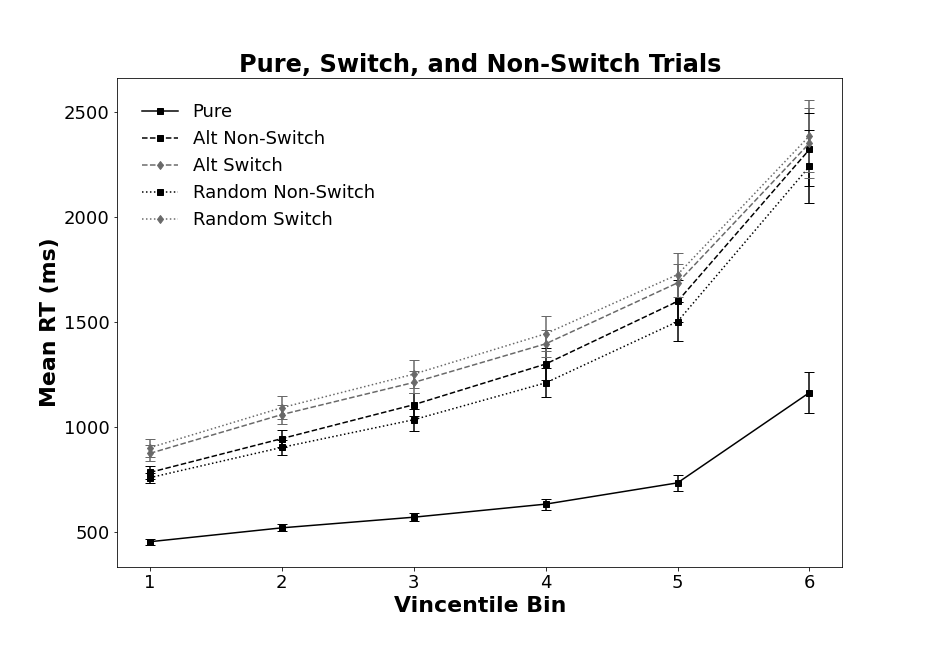 Pure, Switch, and Non-Switch Trials
2500
2000
1500
1000
500
Mean RT (ms)
Pure
Alt Non-Switch
Alt Switch
Random Non-Switch
Random Switch
1 2 3 4 5 6
Vincentile Bin